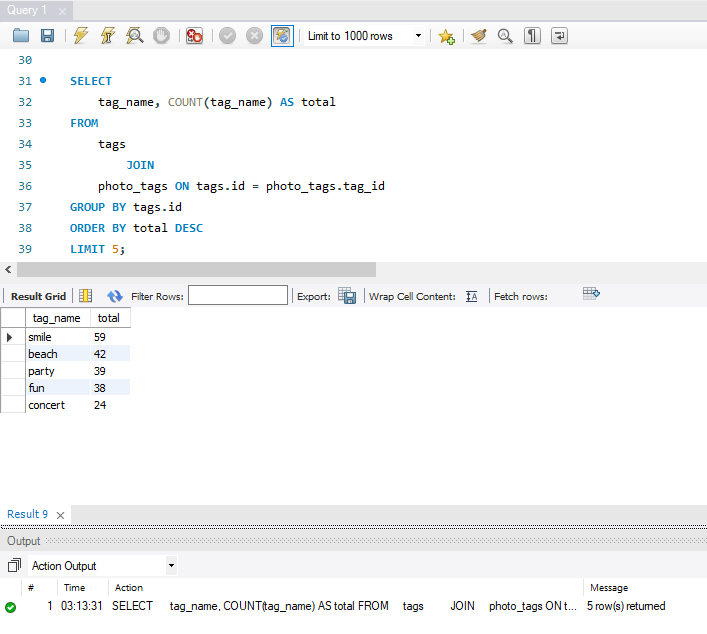 Query 1
Limit to 1000 rows
30
31 SELECT
32 tag_name, COUNT(tag_name) AS total
33 FROM
34 tags
35 JOIN
36 photo_tags ON tags.id = photo_tags.tag_id
37 GROUP BY tags.id
38 ORDER BY total DESC
39 LIMIT 5;
Result Grid Filter Rows: Export: Wrap Cell Content: Fetch rows:
tag_name total
smile 59
beach 42
party 39
fun 38
concert 24
Result 9
Output
Action Output
# Time Action Message
1 03:13:31 SELECT tag_name, COUNT(tag_name) AS total FROM tags JOIN photo_tags ON t... 5 row(s) returned